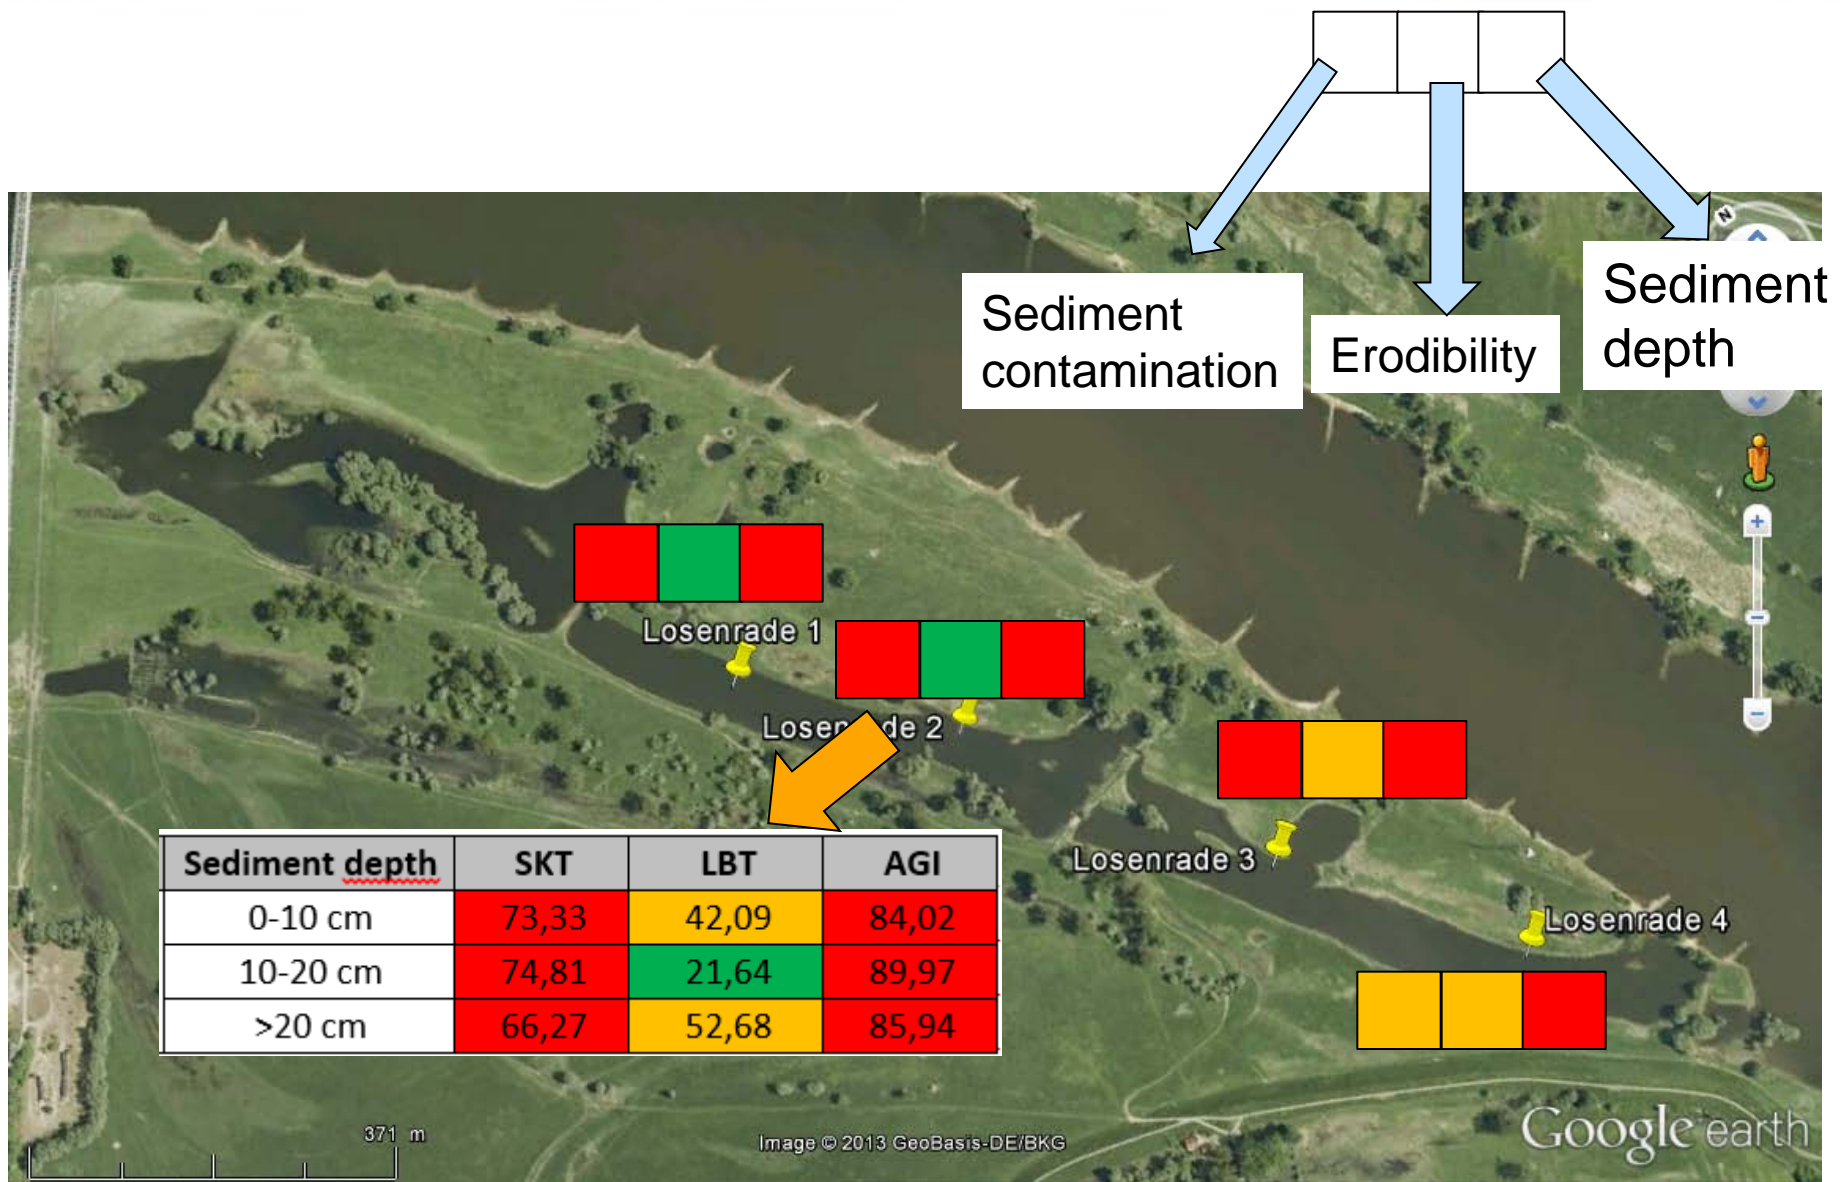 N
Sediment
contamination
Erodibility
Sediment
depth
Losenrade 1
Losenrade 2
Losenrade 3
Losenrade 4
Sediment depth SKT LBT AGI
0-10 cm 73,33 42,09 84,02
10-20 cm 74,81 21,64 89,97
>20 cm 66,27 52,68 85,94
371 m
Image © 2013 GeoBasis-DE/BKG
Google earth